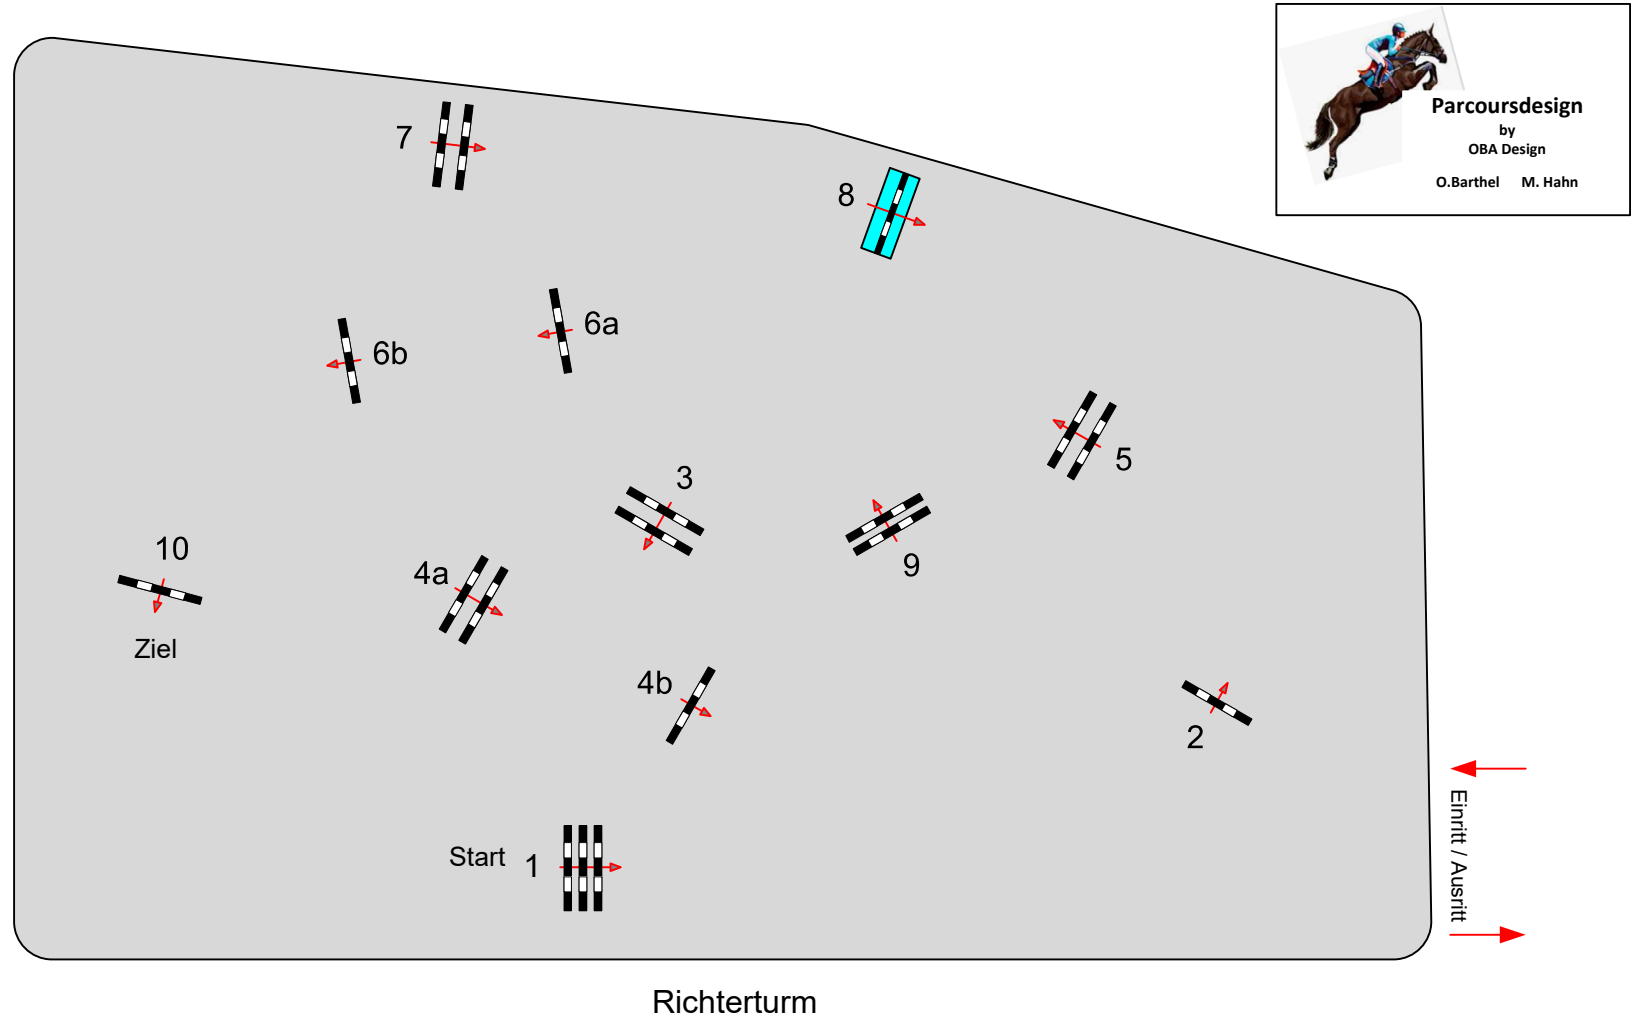 Parcoursdesign
by
OBA Design
O.Barthel M. Hahn
7
8
6a
6b
5
3
9
10
4a
Ziel
4b
2
Start 1
Einritt / Ausritt
Richterturm